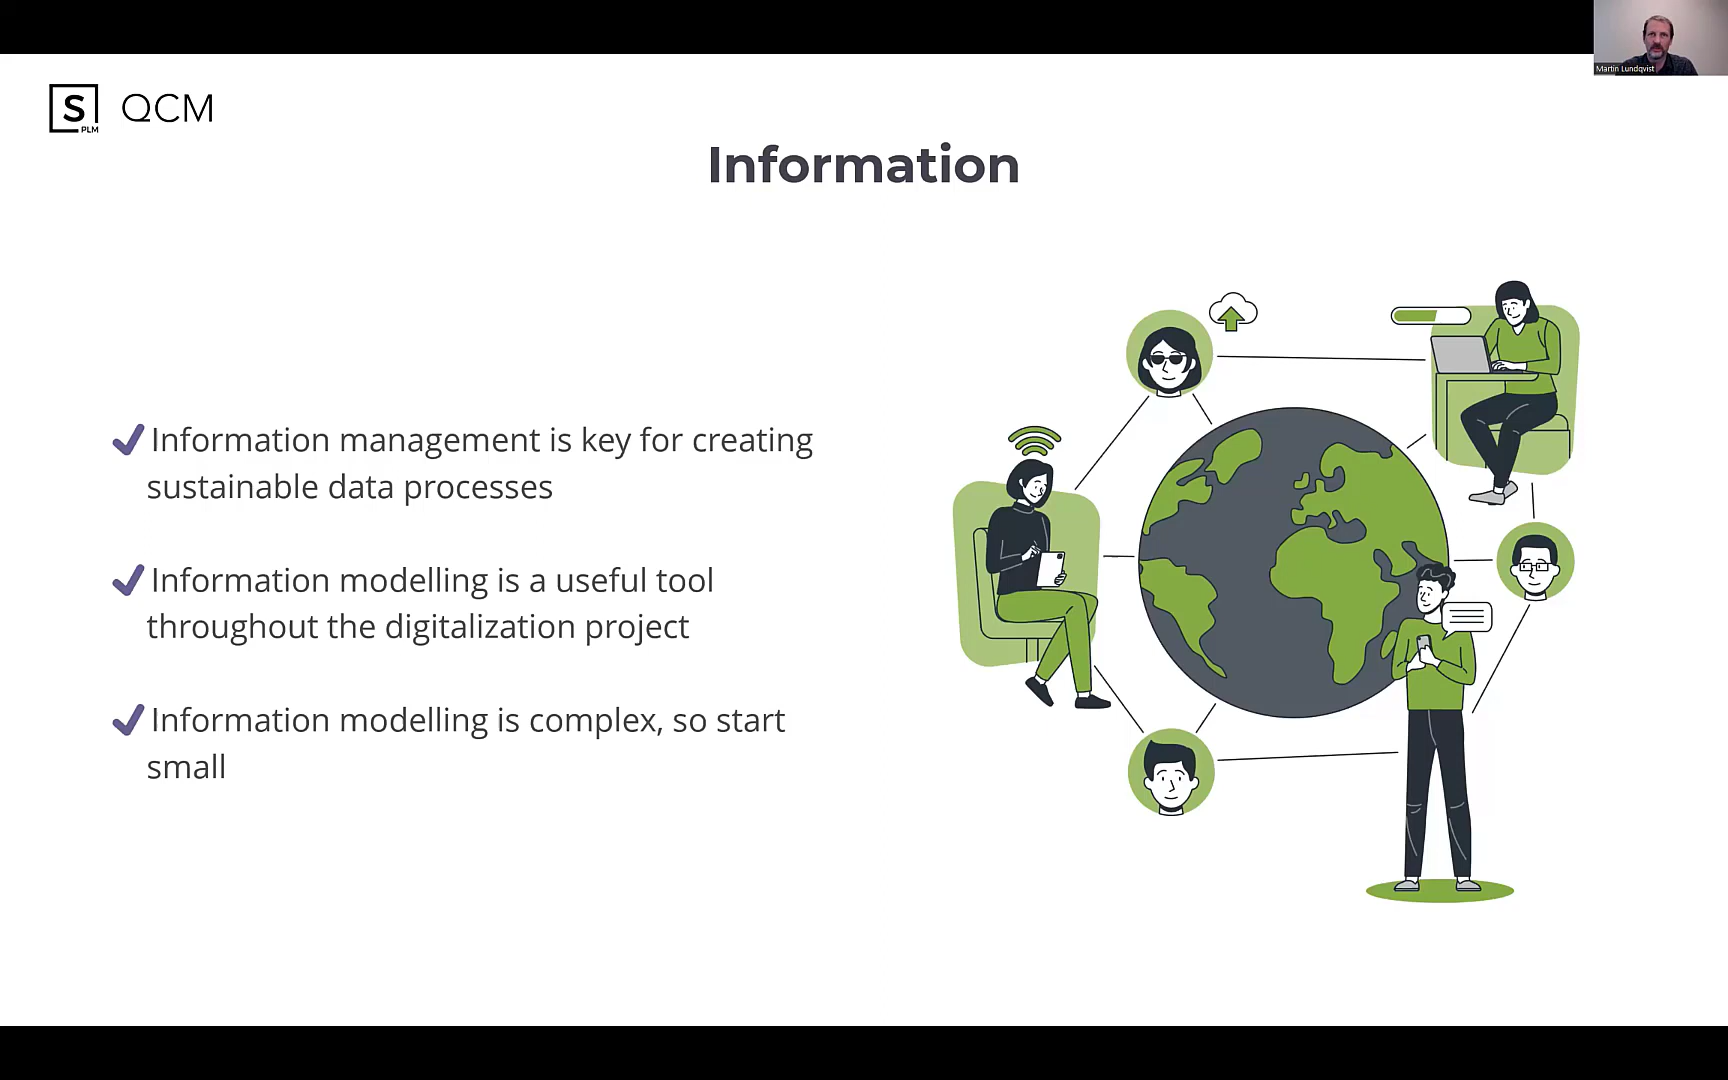 Martin Lundqvist
S
PLM
QCM
Information
Information management is key for creating
sustainable data processes
Information modelling is a useful tool
throughout the digitalization project
Information modelling is complex, so start
small